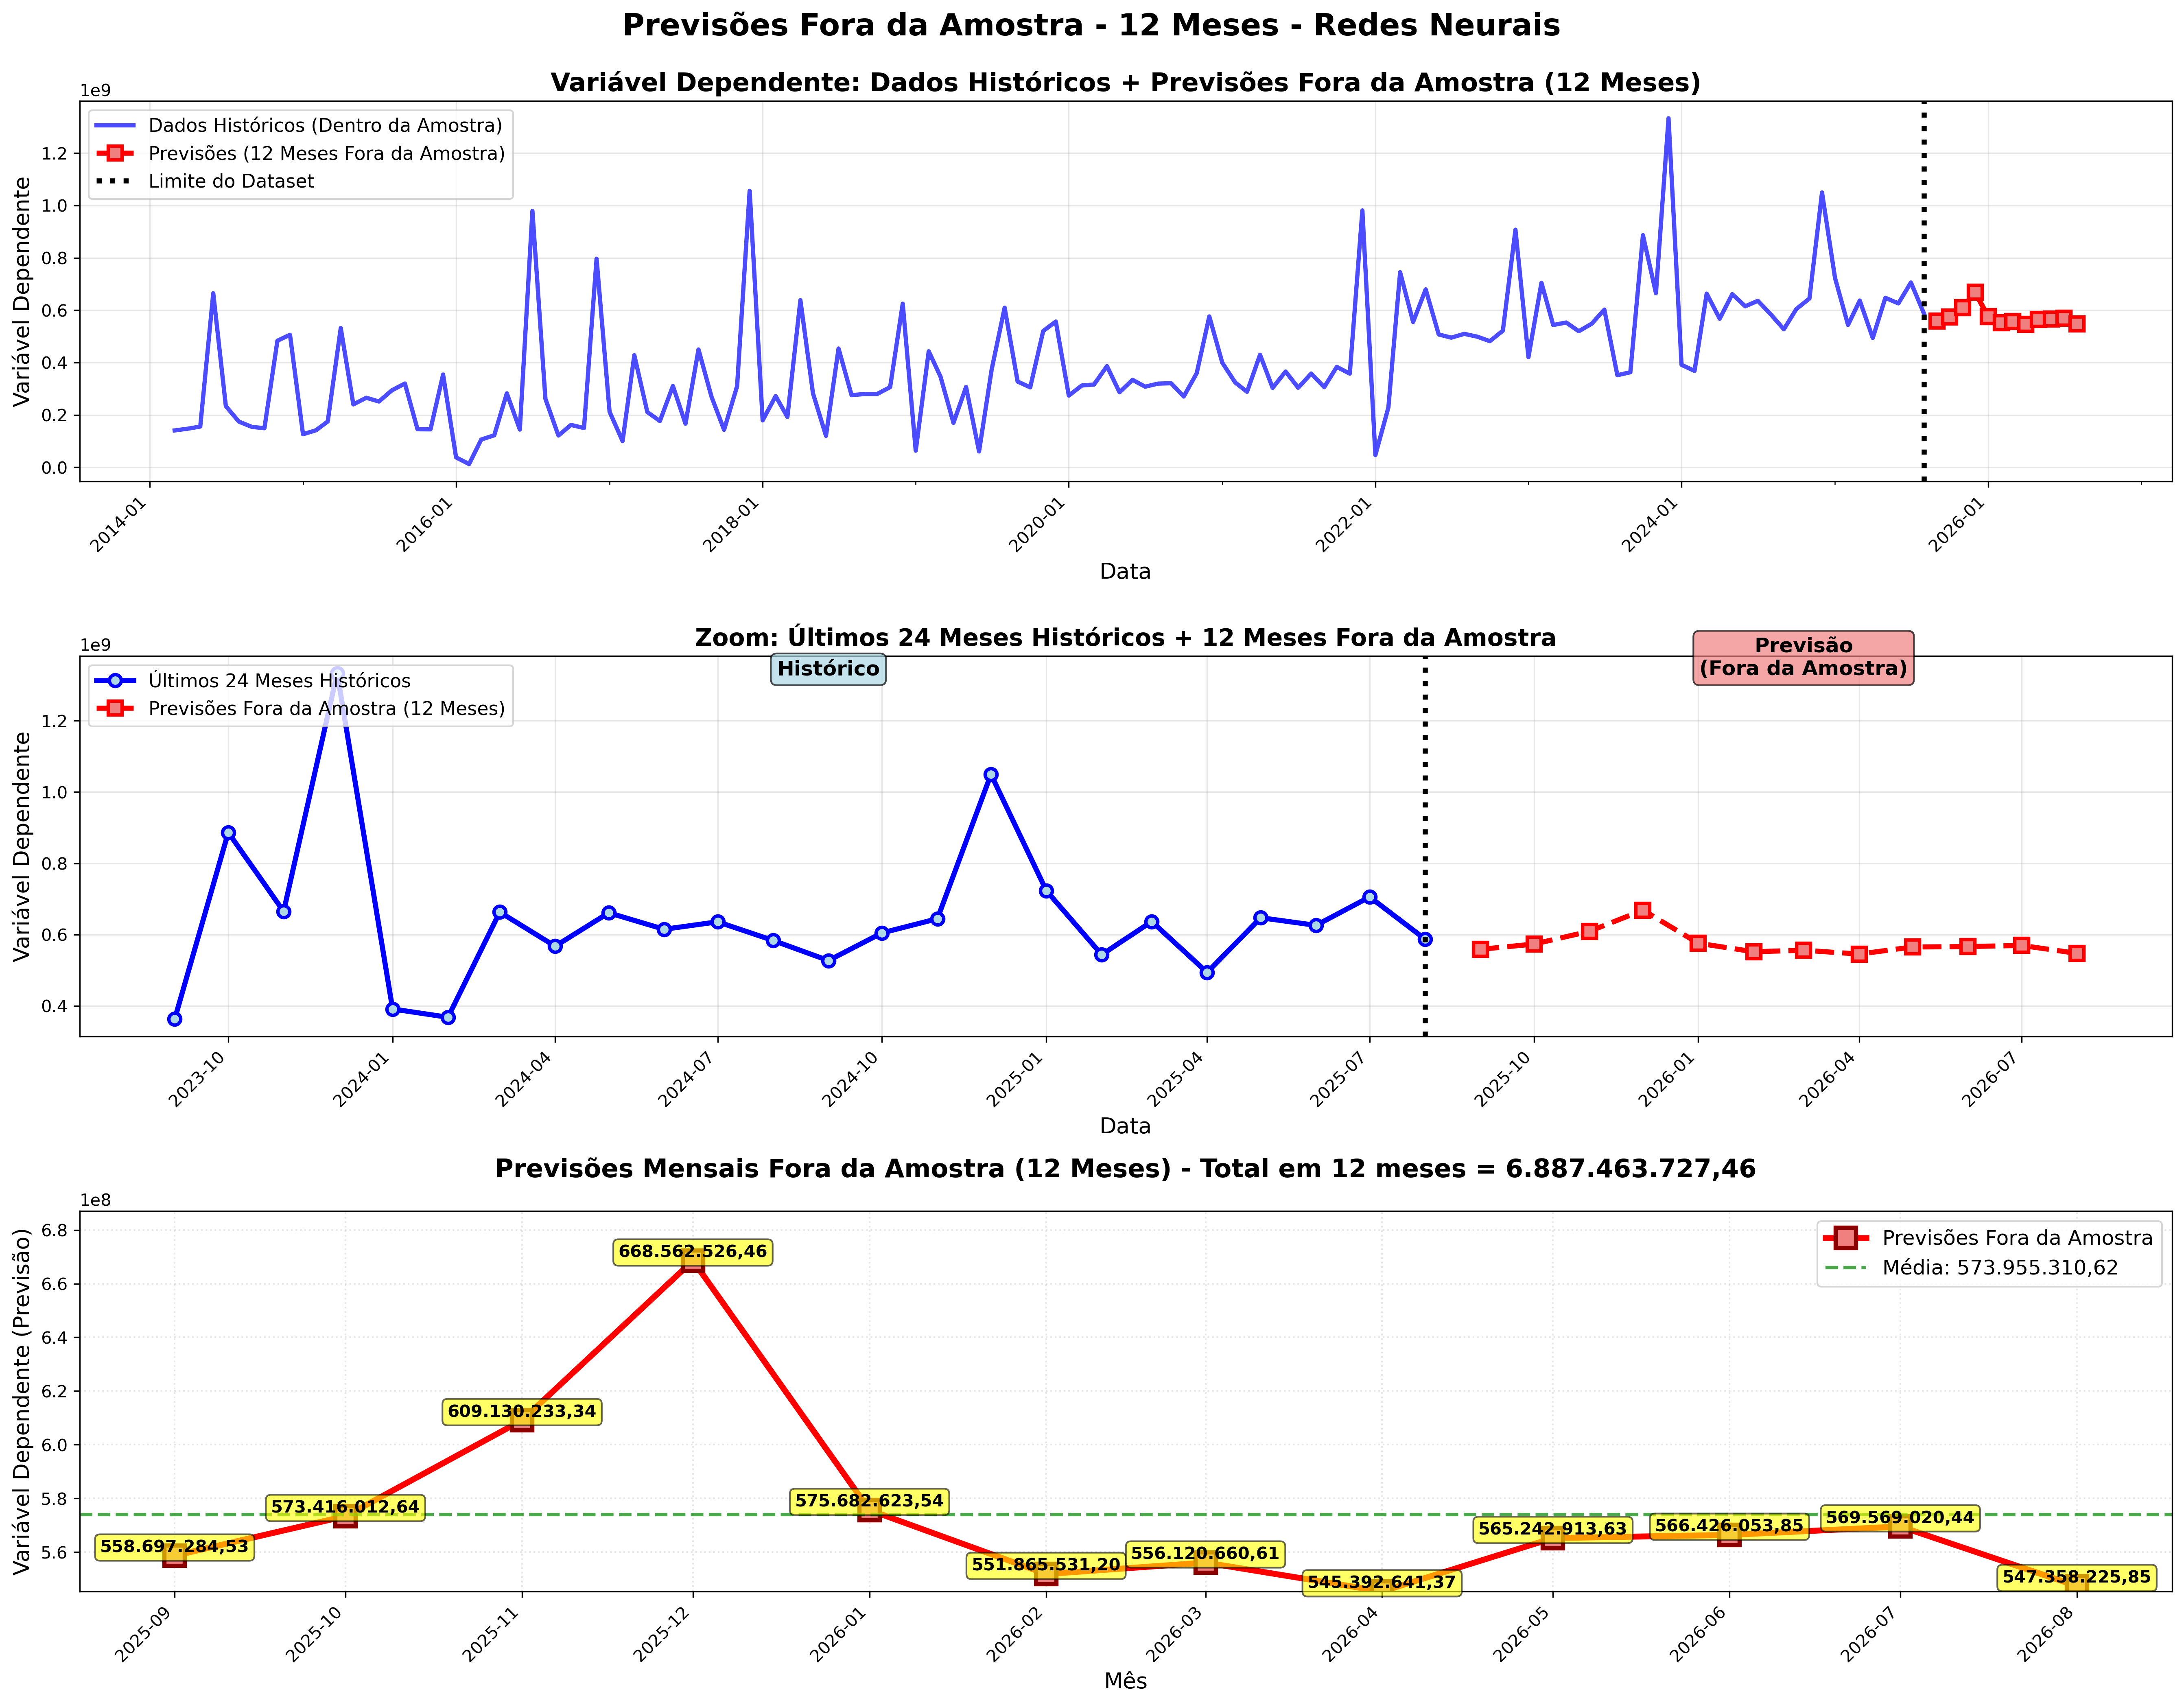 Previsões Fora da Amostra - 12 Meses - Redes Neurais
Variável Dependente: Dados Históricos + Previsões Fora da Amostra (12 Meses)
1e9
Dados Históricos (Dentro da Amostra)
Previsões (12 Meses Fora da Amostra)
Limite do Dataset
Variável Dependente
1.2
1.0
0.8
0.6
0.4
0.2
0.0
2014-01
2016-01
2018-01
2020-01
2022-01
2024-01
2026-01
Data
Zoom: Últimos 24 Meses Históricos + 12 Meses Fora da Amostra
1e9
Histórico
Previsão
(Fora da Amostra)
Últimos 24 Meses Históricos
Previsões Fora da Amostra (12 Meses)
Variável Dependente
1.2
1.0
0.8
0.6
0.4
2023-10
2024-01
2024-04
2024-07
2024-10
2025-01
2025-04
2025-07
2025-10
2026-01
2026-04
2026-07
Data
Previsões Mensais Fora da Amostra (12 Meses) - Total em 12 meses = 6.887.463.727,46
1e8
Previsões Fora da Amostra
Média: 573.955.310,62
Variável Dependente (Previsão)
6.8
6.6
6.4
6.2
6.0
5.8
5.6
558.697.284,53
573.416.012,64
609.130.233,34
668.562.526,46
575.682.623,54
551.865.531,20
556.120.660,61
545.392.641,37
565.242.913,63
566.426.053,85
569.569.020,44
547.358.225,85
2025-09
2025-10
2025-11
2025-12
2026-01
2026-02
2026-03
2026-04
2026-05
2026-06
2026-07
2026-08
Mês